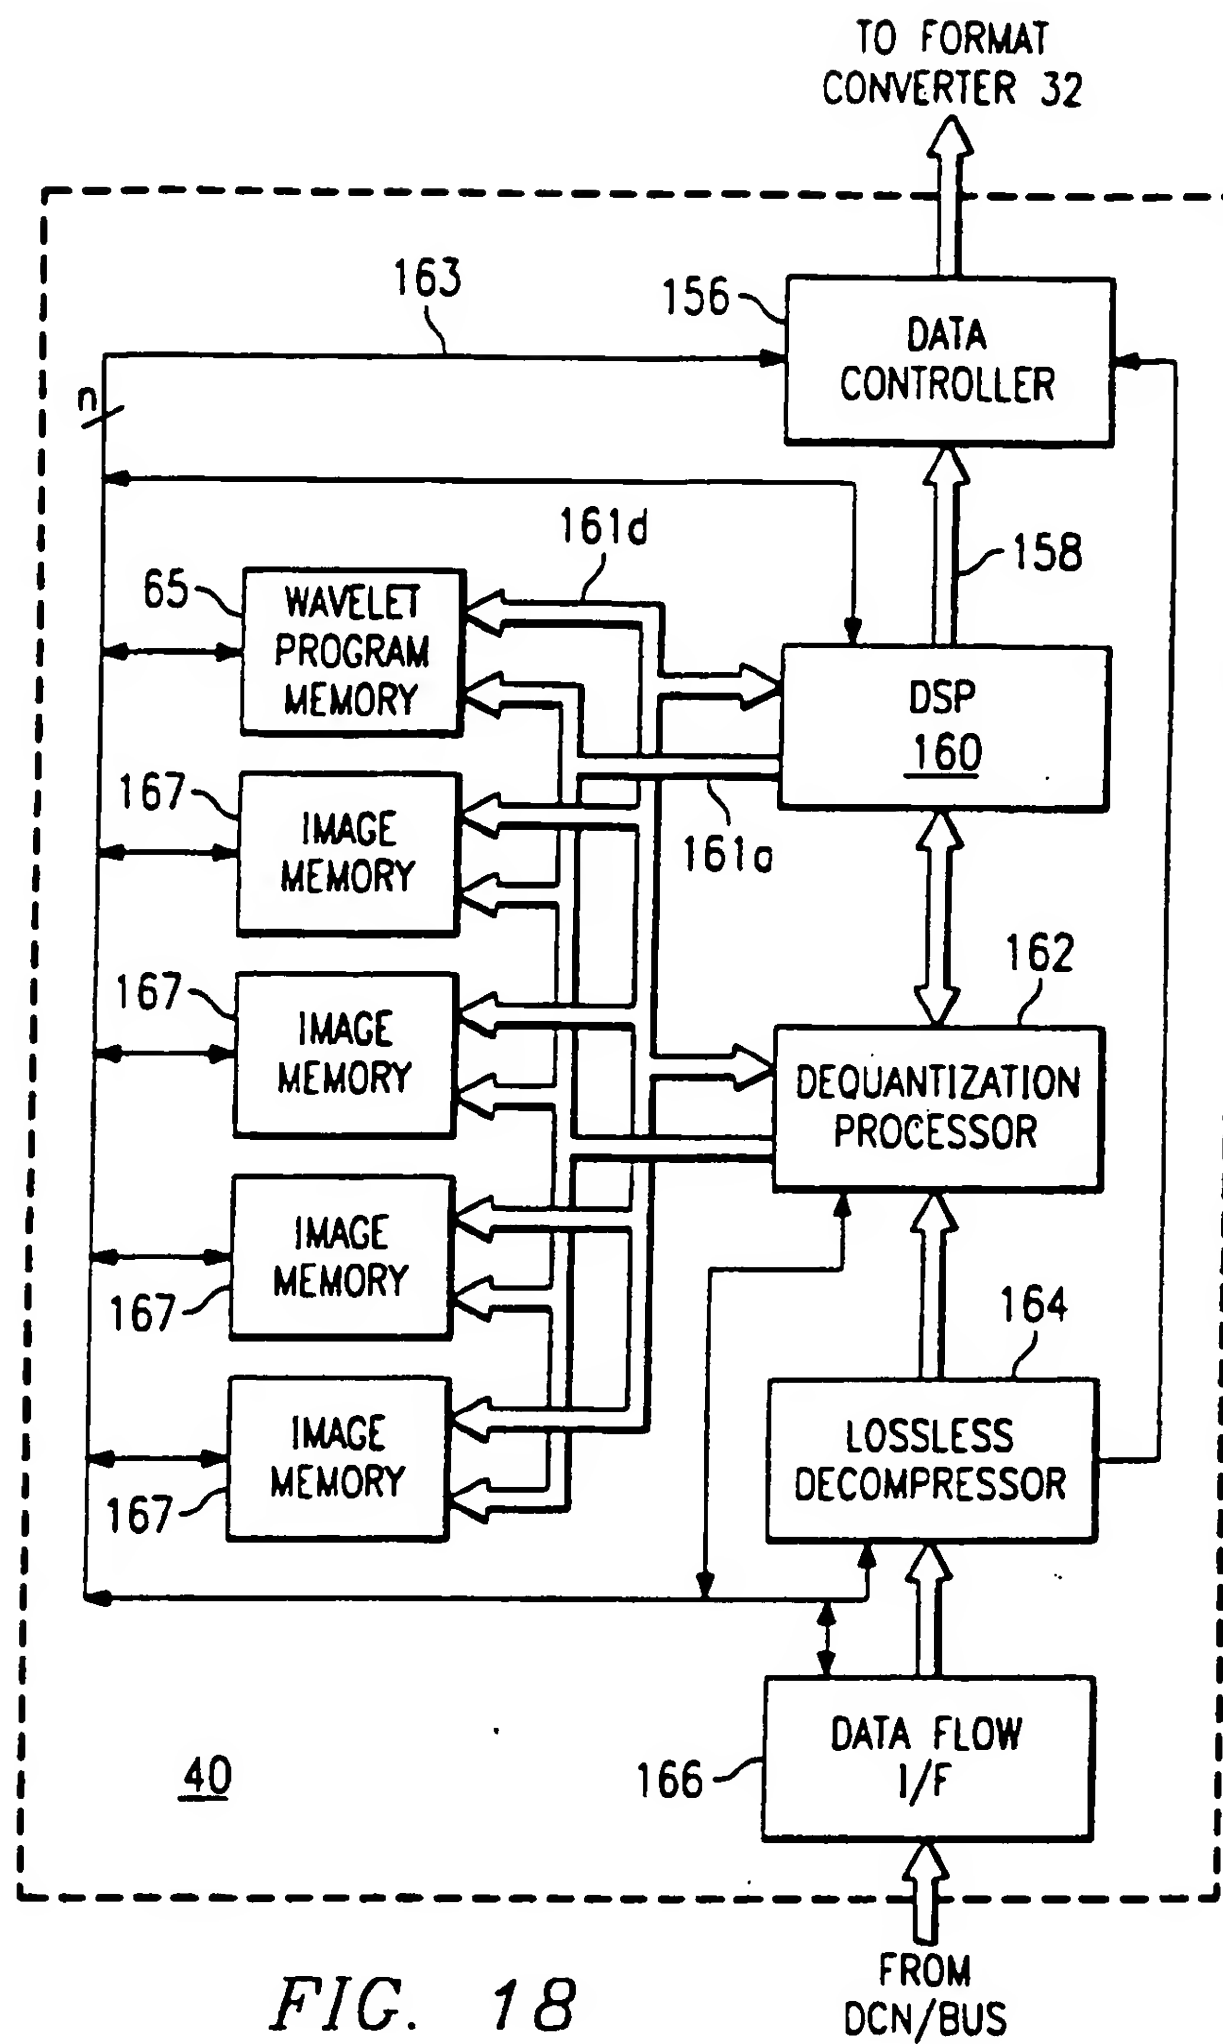 TO FORMAT
CONVERTER 32
163
156
DATA
CONTROLLER
n
161d
158
65
WAVELET
PROGRAM
MEMORY
DSP
160
167
IMAGE
MEMORY
161a
162
167
IMAGE
MEMORY
DEQUANTIZATION
PROCESSOR
IMAGE
MEMORY
167
164
IMAGE
MEMORY
167
LOSSLESS
DECOMPRESSOR
DATA FLOW
I/F
166
40
FROM
DCN/BUS
FIG. 18